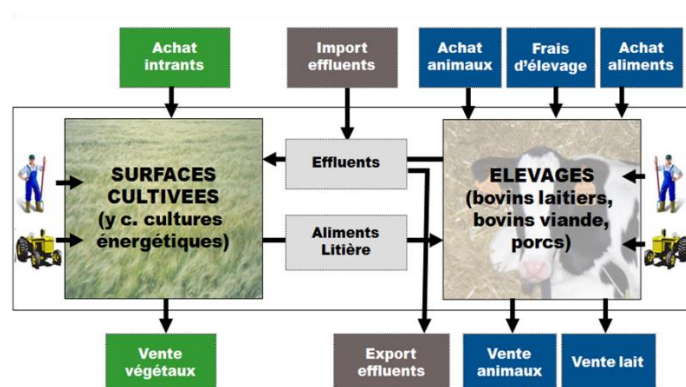 Achat
intrants
Import
effluents
Achat
animaux
Frais
d'élevage
Achat
aliments
SURFACES
CULTIVEES
(y c. cultures
énergétiques)
Effluents
Aliments
Litière
ELEVAGES
(bovins laitiers,
bovins viande,
porcs)
Vente
végétaux
Export
effluents
Vente
animaux
Vente lait